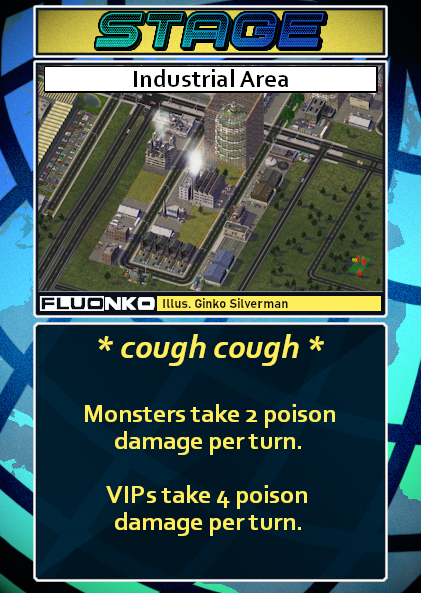 STAGE
Industrial Area
FLUONKO Illus. Ginko Silverman
* cough cough *
Monsters take 2 poison
damage per turn.
VIPs take 4 poison
damage per turn.